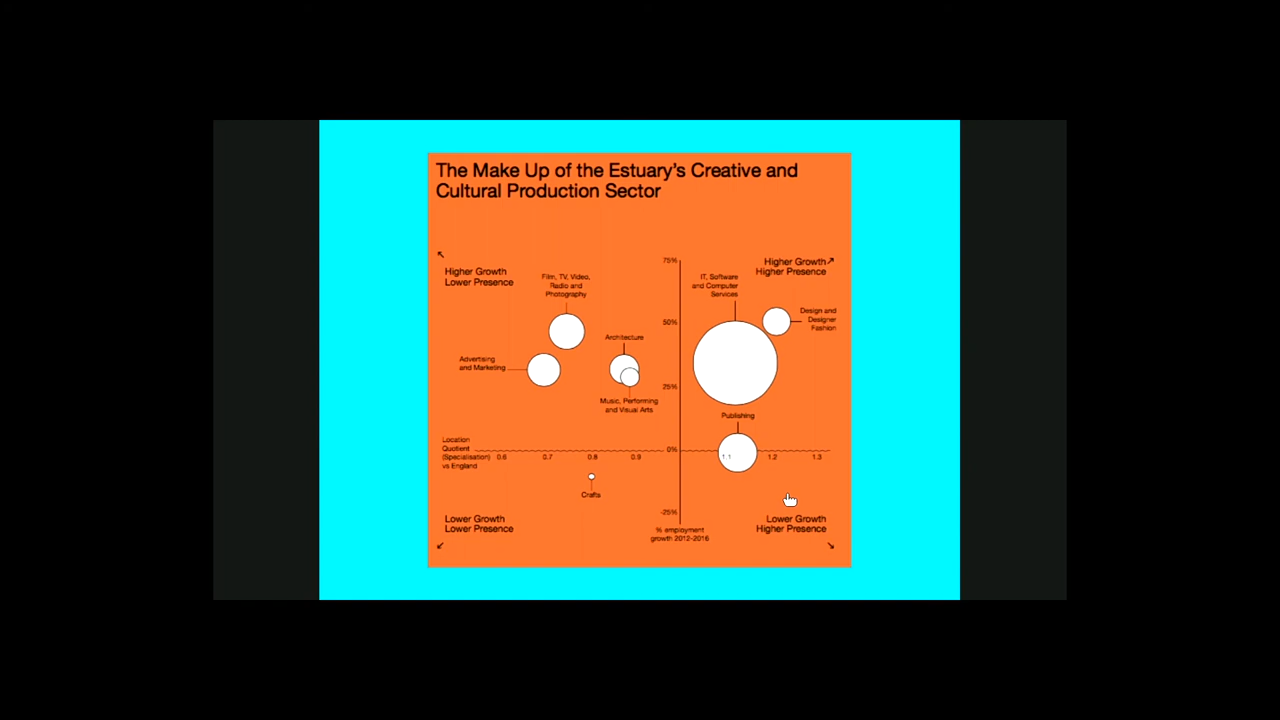 The Make Up of the Estuary's Creative and
Cultural Production Sector
Higher Growth
Lower Presence
Film, TV, Video,
Radio and
Photography
75%
IT, Software
and Computer
Services
Higher Growth
Higher Presence
Design and
Designer
Fashion
50%
Architecture
Advertising
and Marketing
25%
Music, Performing
and Visual Arts
Publishing
Location
Quotient
(Specialisation)
vs England
0.6 0.7 0.8 0.9 0% 1.1 1.2 1.3
Crafts
-25%
Lower Growth
Lower Presence
% employment
growth 2012-2016
Lower Growth
Higher Presence